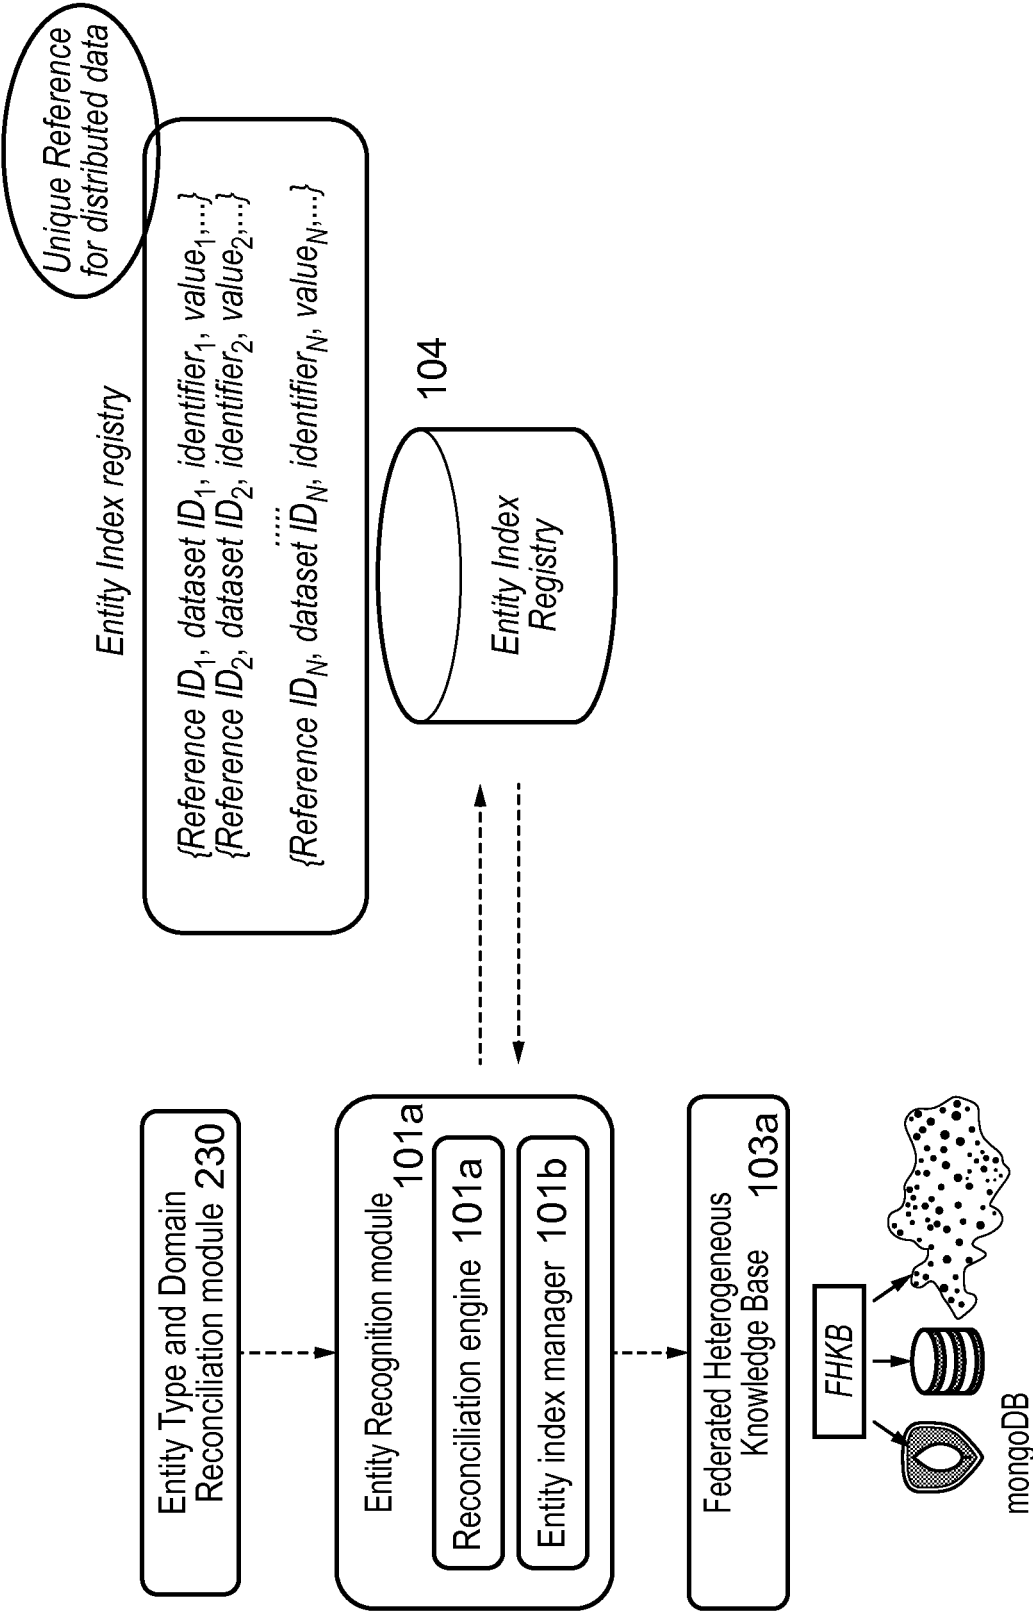 Entity Type and Domain
Reconciliation module 230
Entity Recognition module
101a
Reconciliation engine 101a
Entity index manager 101b
Federated Heterogeneous
Knowledge Base 103a
FHKB
mongoDB
Entity Index registry
Unique Reference
for distributed data
{Reference ID1, dataset ID1, identifier1, value1,...}
{Reference ID2, dataset ID2, identifier2, value2,...}
.....
{Reference IDN, dataset IDN, identifierN, valueN,...}
104
Entity Index
Registry